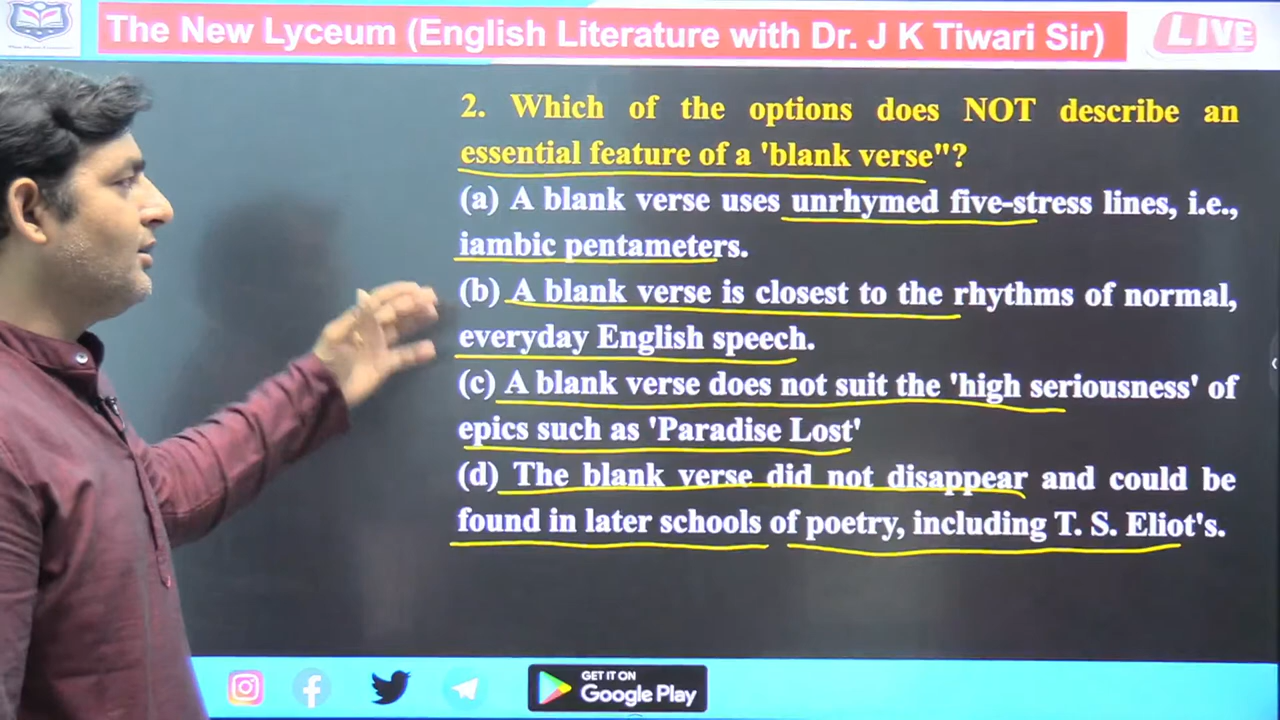 The New Lyceum (English Literature with Dr. J K Tiwari Sir)
LIVE
2. Which of the options does NOT describe an
essential feature of a 'blank verse"?
(a) A blank verse uses unrhymed five-stress lines, i.e.,
iambic pentameters.
(b) A blank verse is closest to the rhythms of normal,
everyday English speech.
(c) A blank verse does not suit the 'high seriousness' of
epics such as 'Paradise Lost'
(d) The blank verse did not disappear and could be
found in later schools of poetry, including T. S. Eliot's.
GET IT ON
Google Play